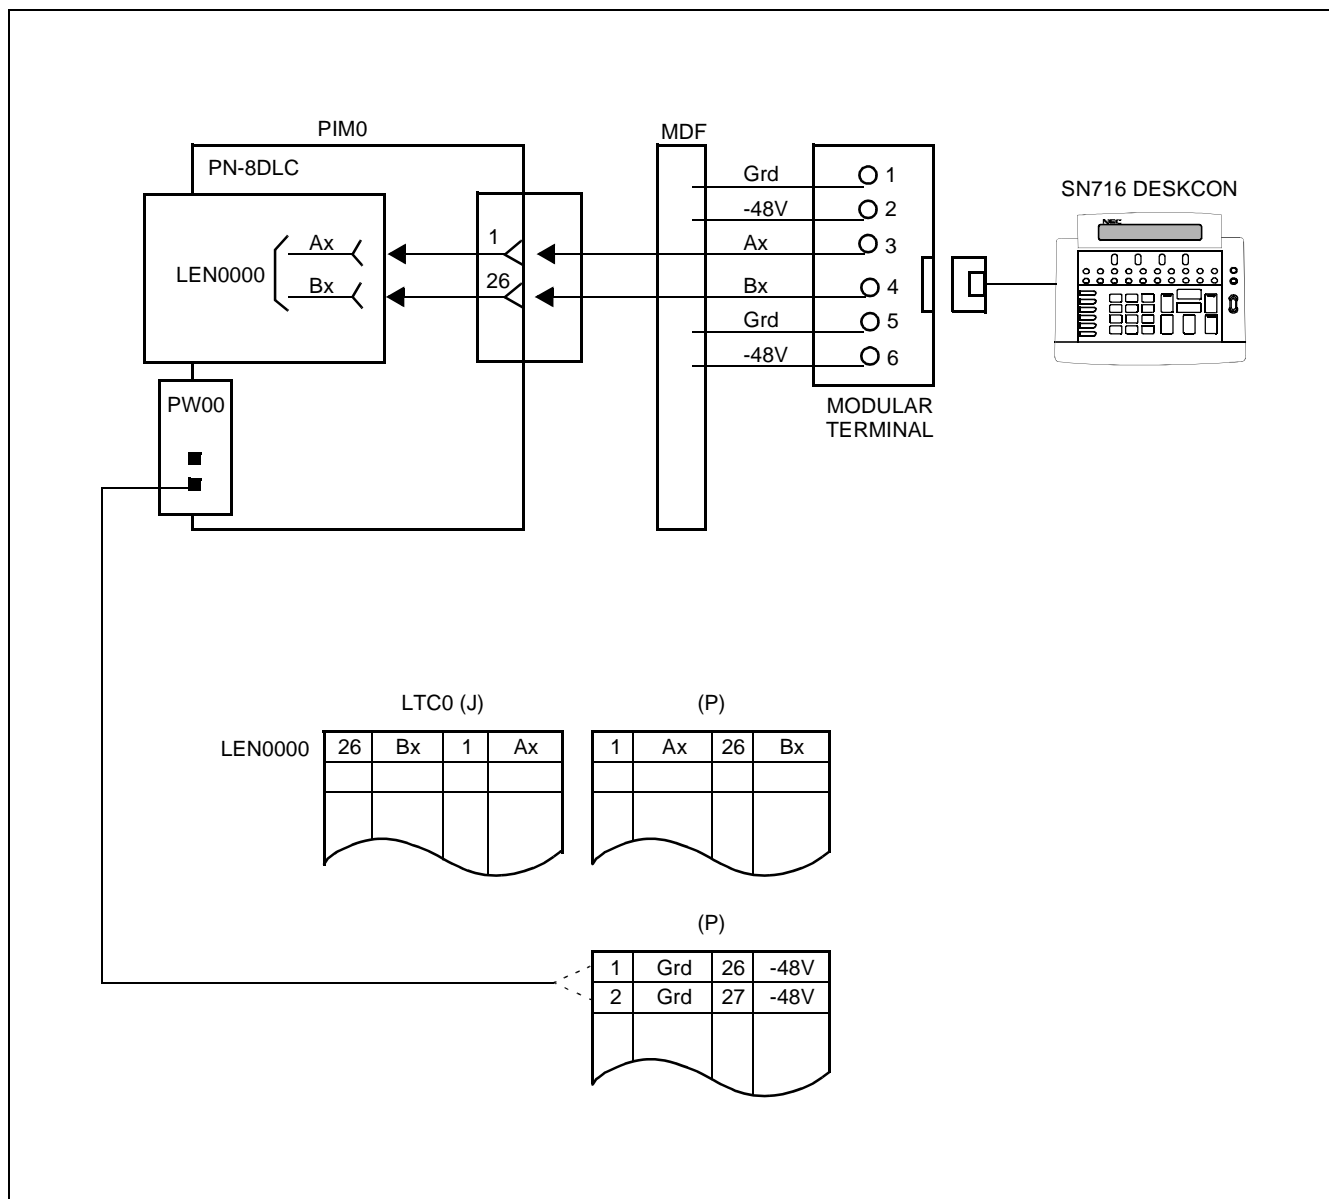 PIM0
MDF
PN-8DLC
Grd
1
SN716 DESKCON
NEC
-48V
2
Ax
1
Ax
3
LEN0000
Bx
26
Bx
4
Grd
5
-48V
6
PW00
MODULAR
TERMINAL
LTC0 (J)
(P)
LEN0000
26 Bx 1 Ax
1 Ax 26 Bx
(P)
1 Grd 26 -48V
2 Grd 27 -48V